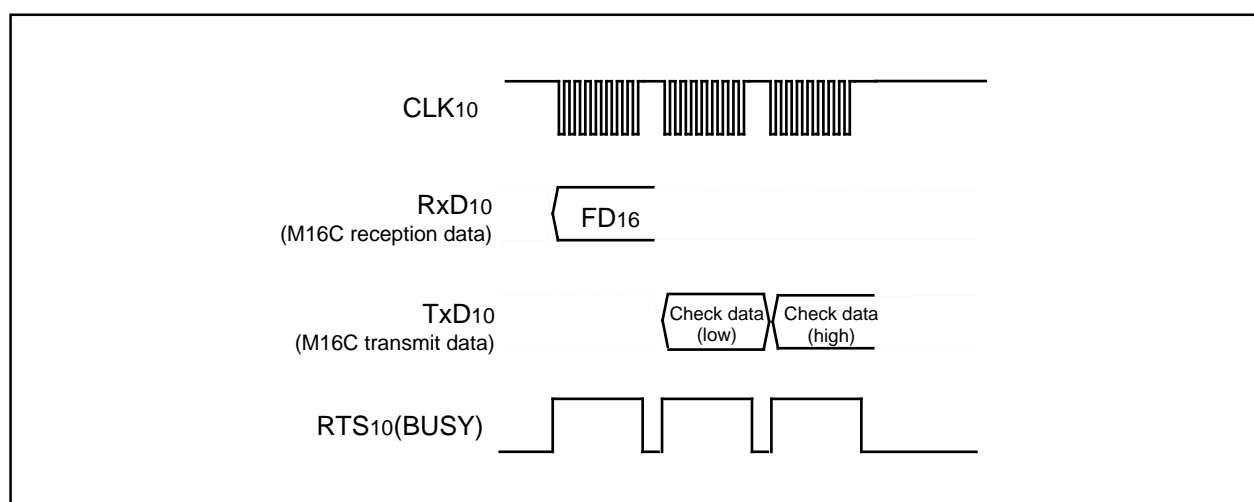 CLK10
RxD10
(M16C reception data)
FD16
TxD10
(M16C transmit data)
Check data
(low)
Check data
(high)
RTS10(BUSY)